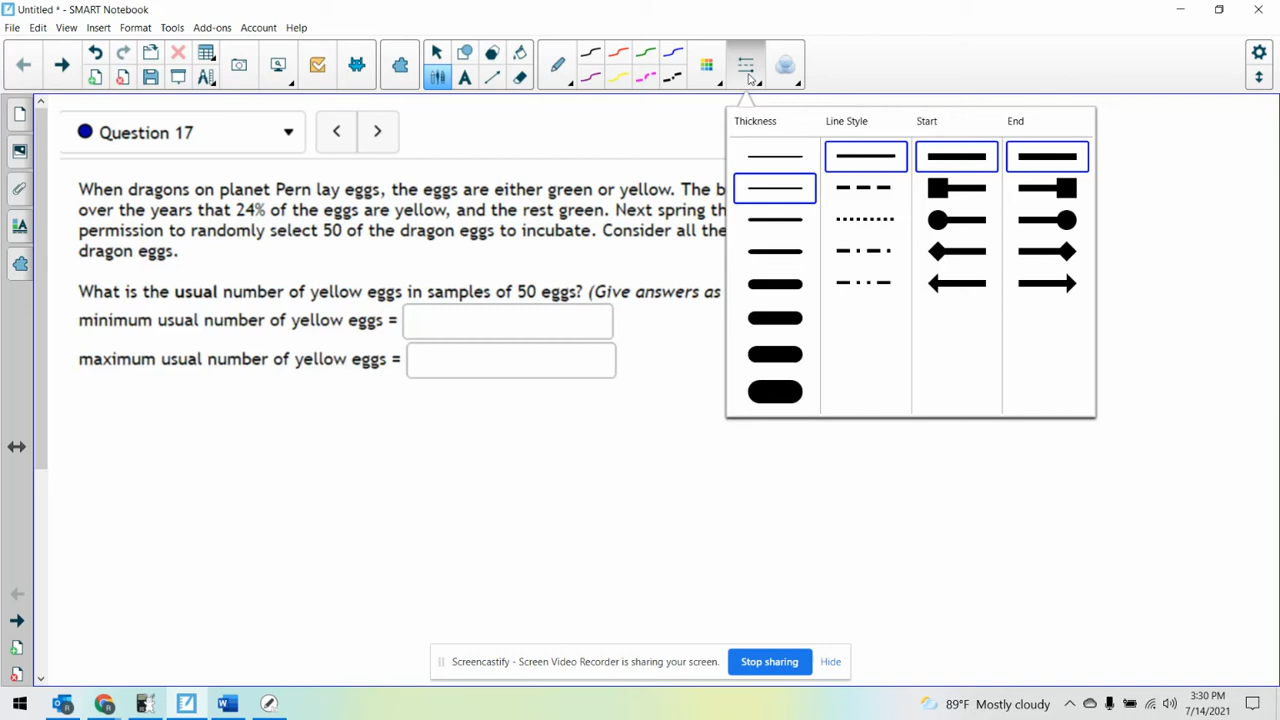 Untitled * - SMART Notebook
File Edit View Insert Format Tools Add-ons Account Help
Thickness Line Style Start End
Question 17
When dragons on planet Pern lay eggs, the eggs are either green or yellow. The b
over the years that 24% of the eggs are yellow, and the rest green. Next spring th
permission to randomly select 50 of the dragon eggs to incubate. Consider all the
dragon eggs.
What is the usual number of yellow eggs in samples of 50 eggs? (Give answers as
minimum usual number of yellow eggs =
maximum usual number of yellow eggs =
Screencastify - Screen Video Recorder is sharing your screen. Stop sharing Hide
89°F Mostly cloudy
3:30 PM
7/14/2021